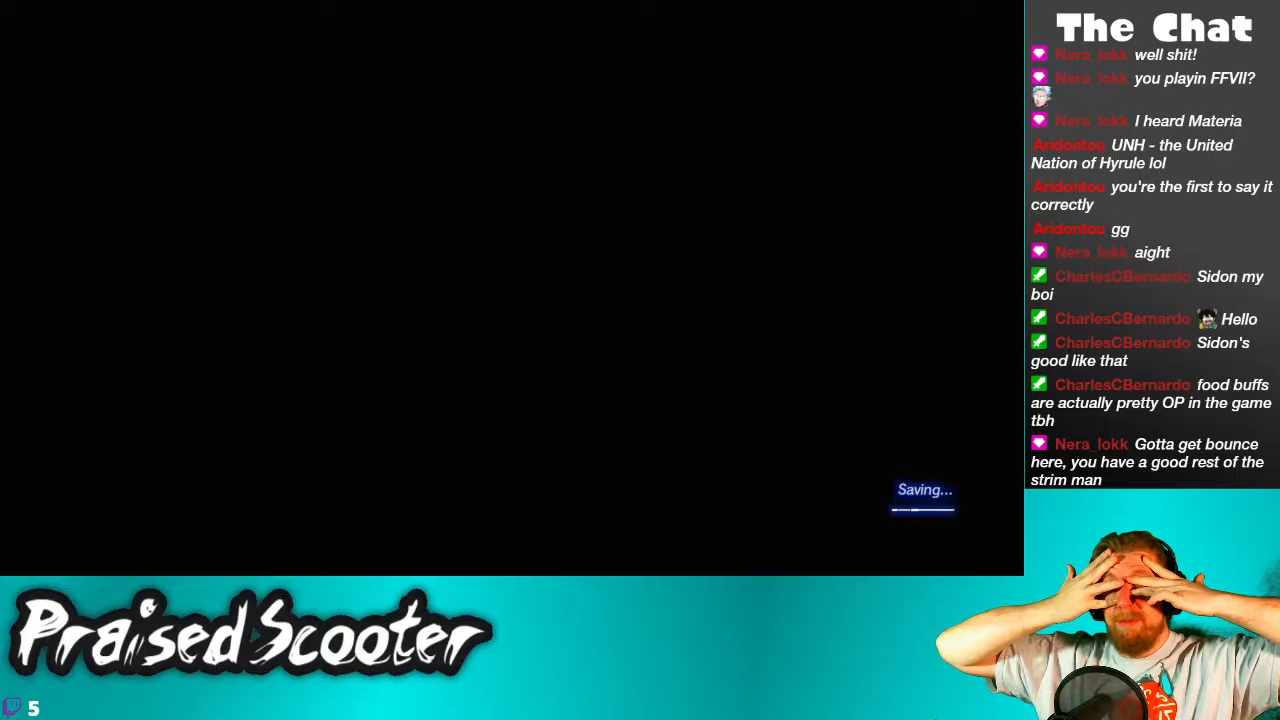 The Chat
Nera_lokk well shit!
Nera_lokk you playin FFVII?
Nera_lokk I heard Materia
Aridontou UNH - the United
Nation of Hyrule lol
Aridontou you're the first to say it
correctly
Aridontou gg
Nera_lokk aight
CharlesCBernardo Sidon my
boi
CharlesCBernardo Hello
CharlesCBernardo Sidon's
good like that
CharlesCBernardo food buffs
are actually pretty OP in the game
tbh
Nera_lokk Gotta get bounce
here, you have a good rest of the
strim man
Saving...
Praised Scooter
5